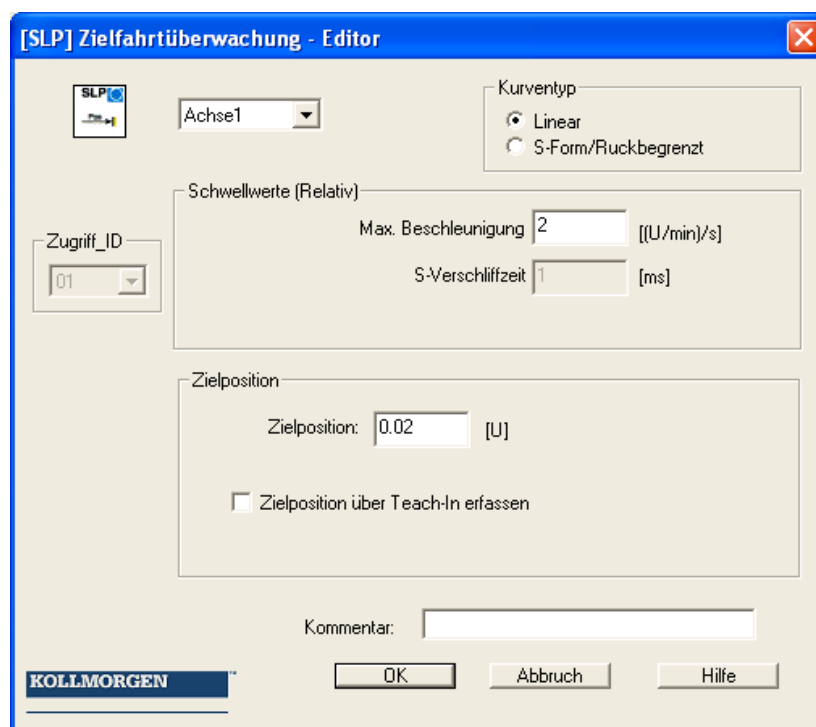 [SLP] Zielfahrtüberwachung - Editor
SLP
Achse1
Kurventyp
Linear
S-Form/Ruckbegrenzt
Zugriff_ID
01
Schwellwerte (Relativ)
Max. Beschleunigung 2 [(U/min)/s]
S-Verschliffzeit 1 [ms]
Zielposition
Zielposition: 0.02 [U]
Zielposition über Teach-In erfassen
Kommentar:
KOLLMORGEN
OK Abbruch Hilfe